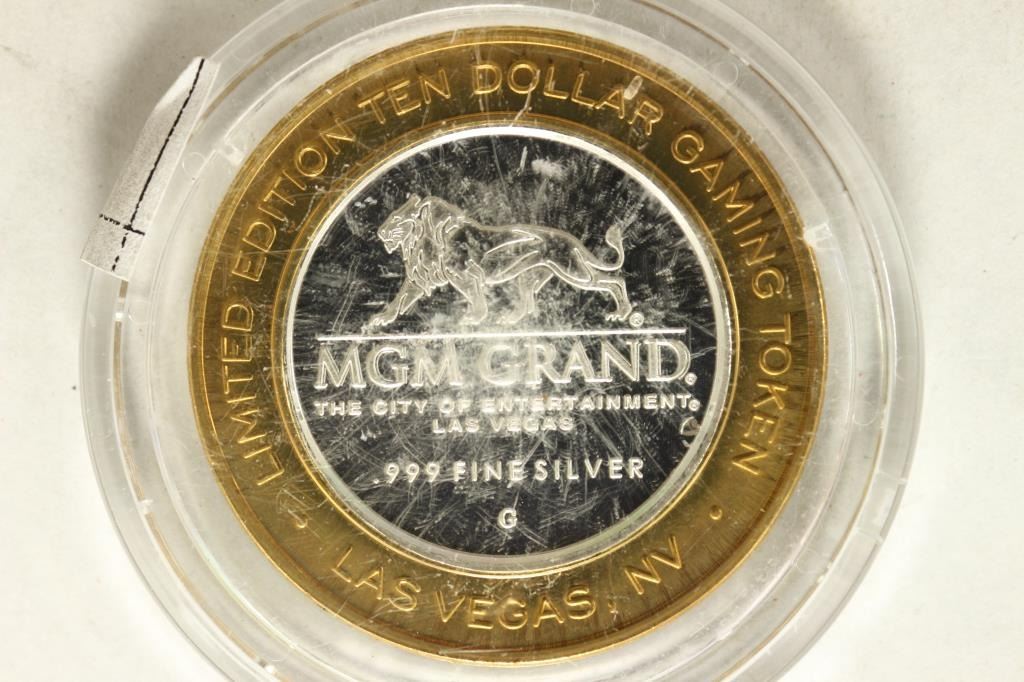 LIMITED EDITION TEN DOLLAR GAMING TOKEN
MGM GRAND®
THE CITY OF ENTERTAINMENT®
LAS VEGAS
.999 FINE SILVER
G
• LAS VEGAS, NV •